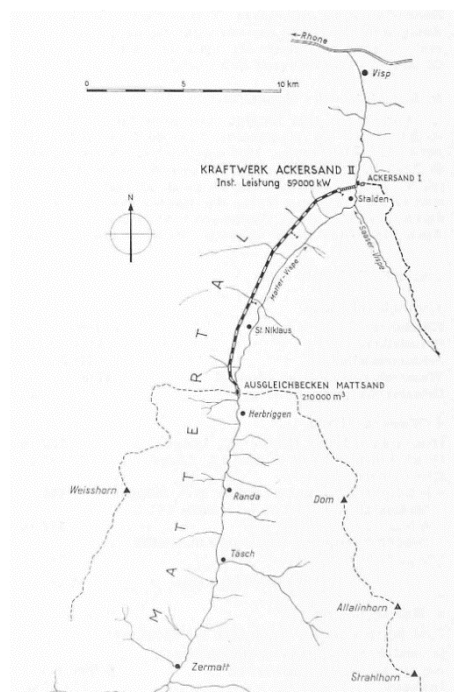 Rhone
Visp
0 5 10 km
KRAFTWERK ACKERSAND II
Inst. Leistung 59000 kW
ACKERSAND I
Stalden
N
Saaser-Vispe
Matter-Vispe
St. Niklaus
AUSGLEICHBECKEN MATTSAND
210 000 m³
Herbriggen
Weisshorn
Randa
Dom
MATTERTAL
Täsch
Allalinhorn
Zermatt
Strahlhorn